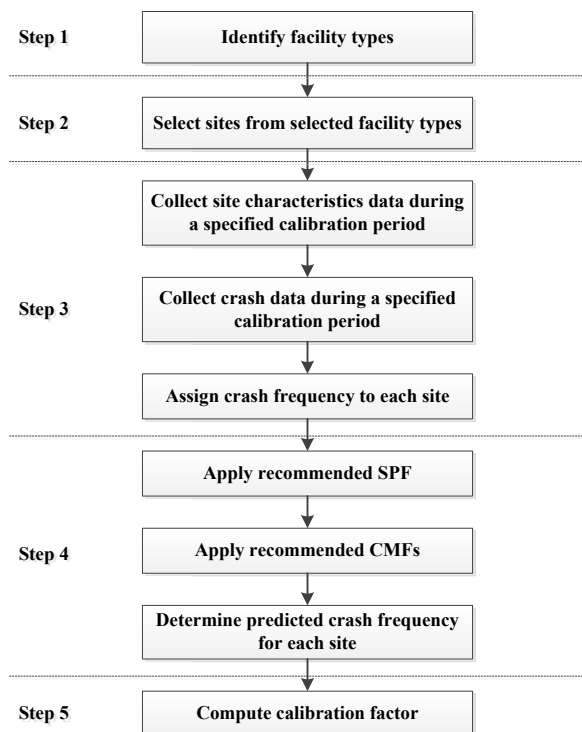 Step 1
Identify facility types
Step 2
Select sites from selected facility types
Collect site characteristics data during
a specified calibration period
Step 3
Collect crash data during a specified
calibration period
Assign crash frequency to each site
Apply recommended SPF
Step 4
Apply recommended CMFs
Determine predicted crash frequency
for each site
Step 5
Compute calibration factor